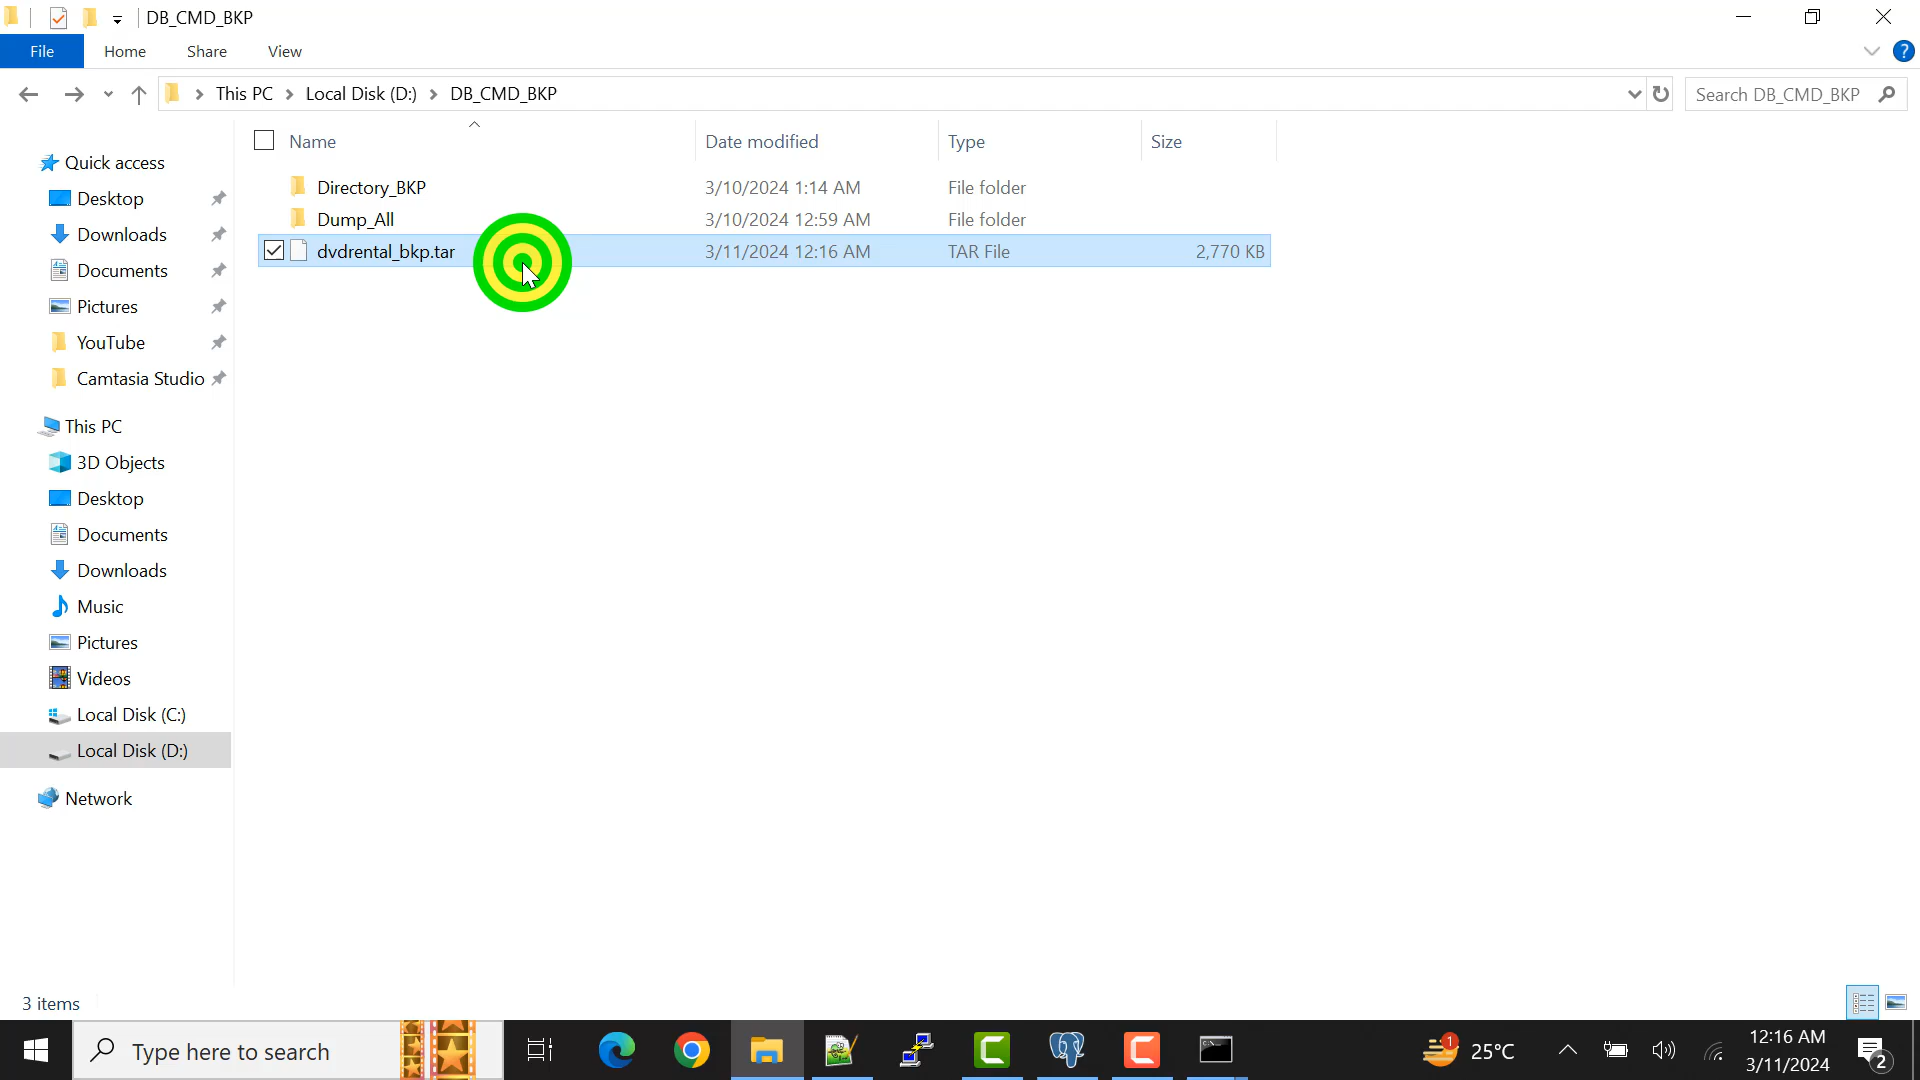 DB_CMD_BKP
File Home Share View ?
This PC Local Disk (D:) DB_CMD_BKP Search DB_CMD_BKP
Name Date modified Type Size
Directory_BKP 3/10/2024 1:14 AM File folder
Dump_All 3/10/2024 12:59 AM File folder
dvdrental_bkp.tar 3/11/2024 12:16 AM TAR File 2,770 KB
Quick access
Desktop
Downloads
Documents
Pictures
YouTube
Camtasia Studio
This PC
3D Objects
Desktop
Documents
Downloads
Music
Pictures
Videos
Local Disk (C:)
Local Disk (D:)
Network
3 items
Type here to search
1
25°C
12:16 AM
3/11/2024
2